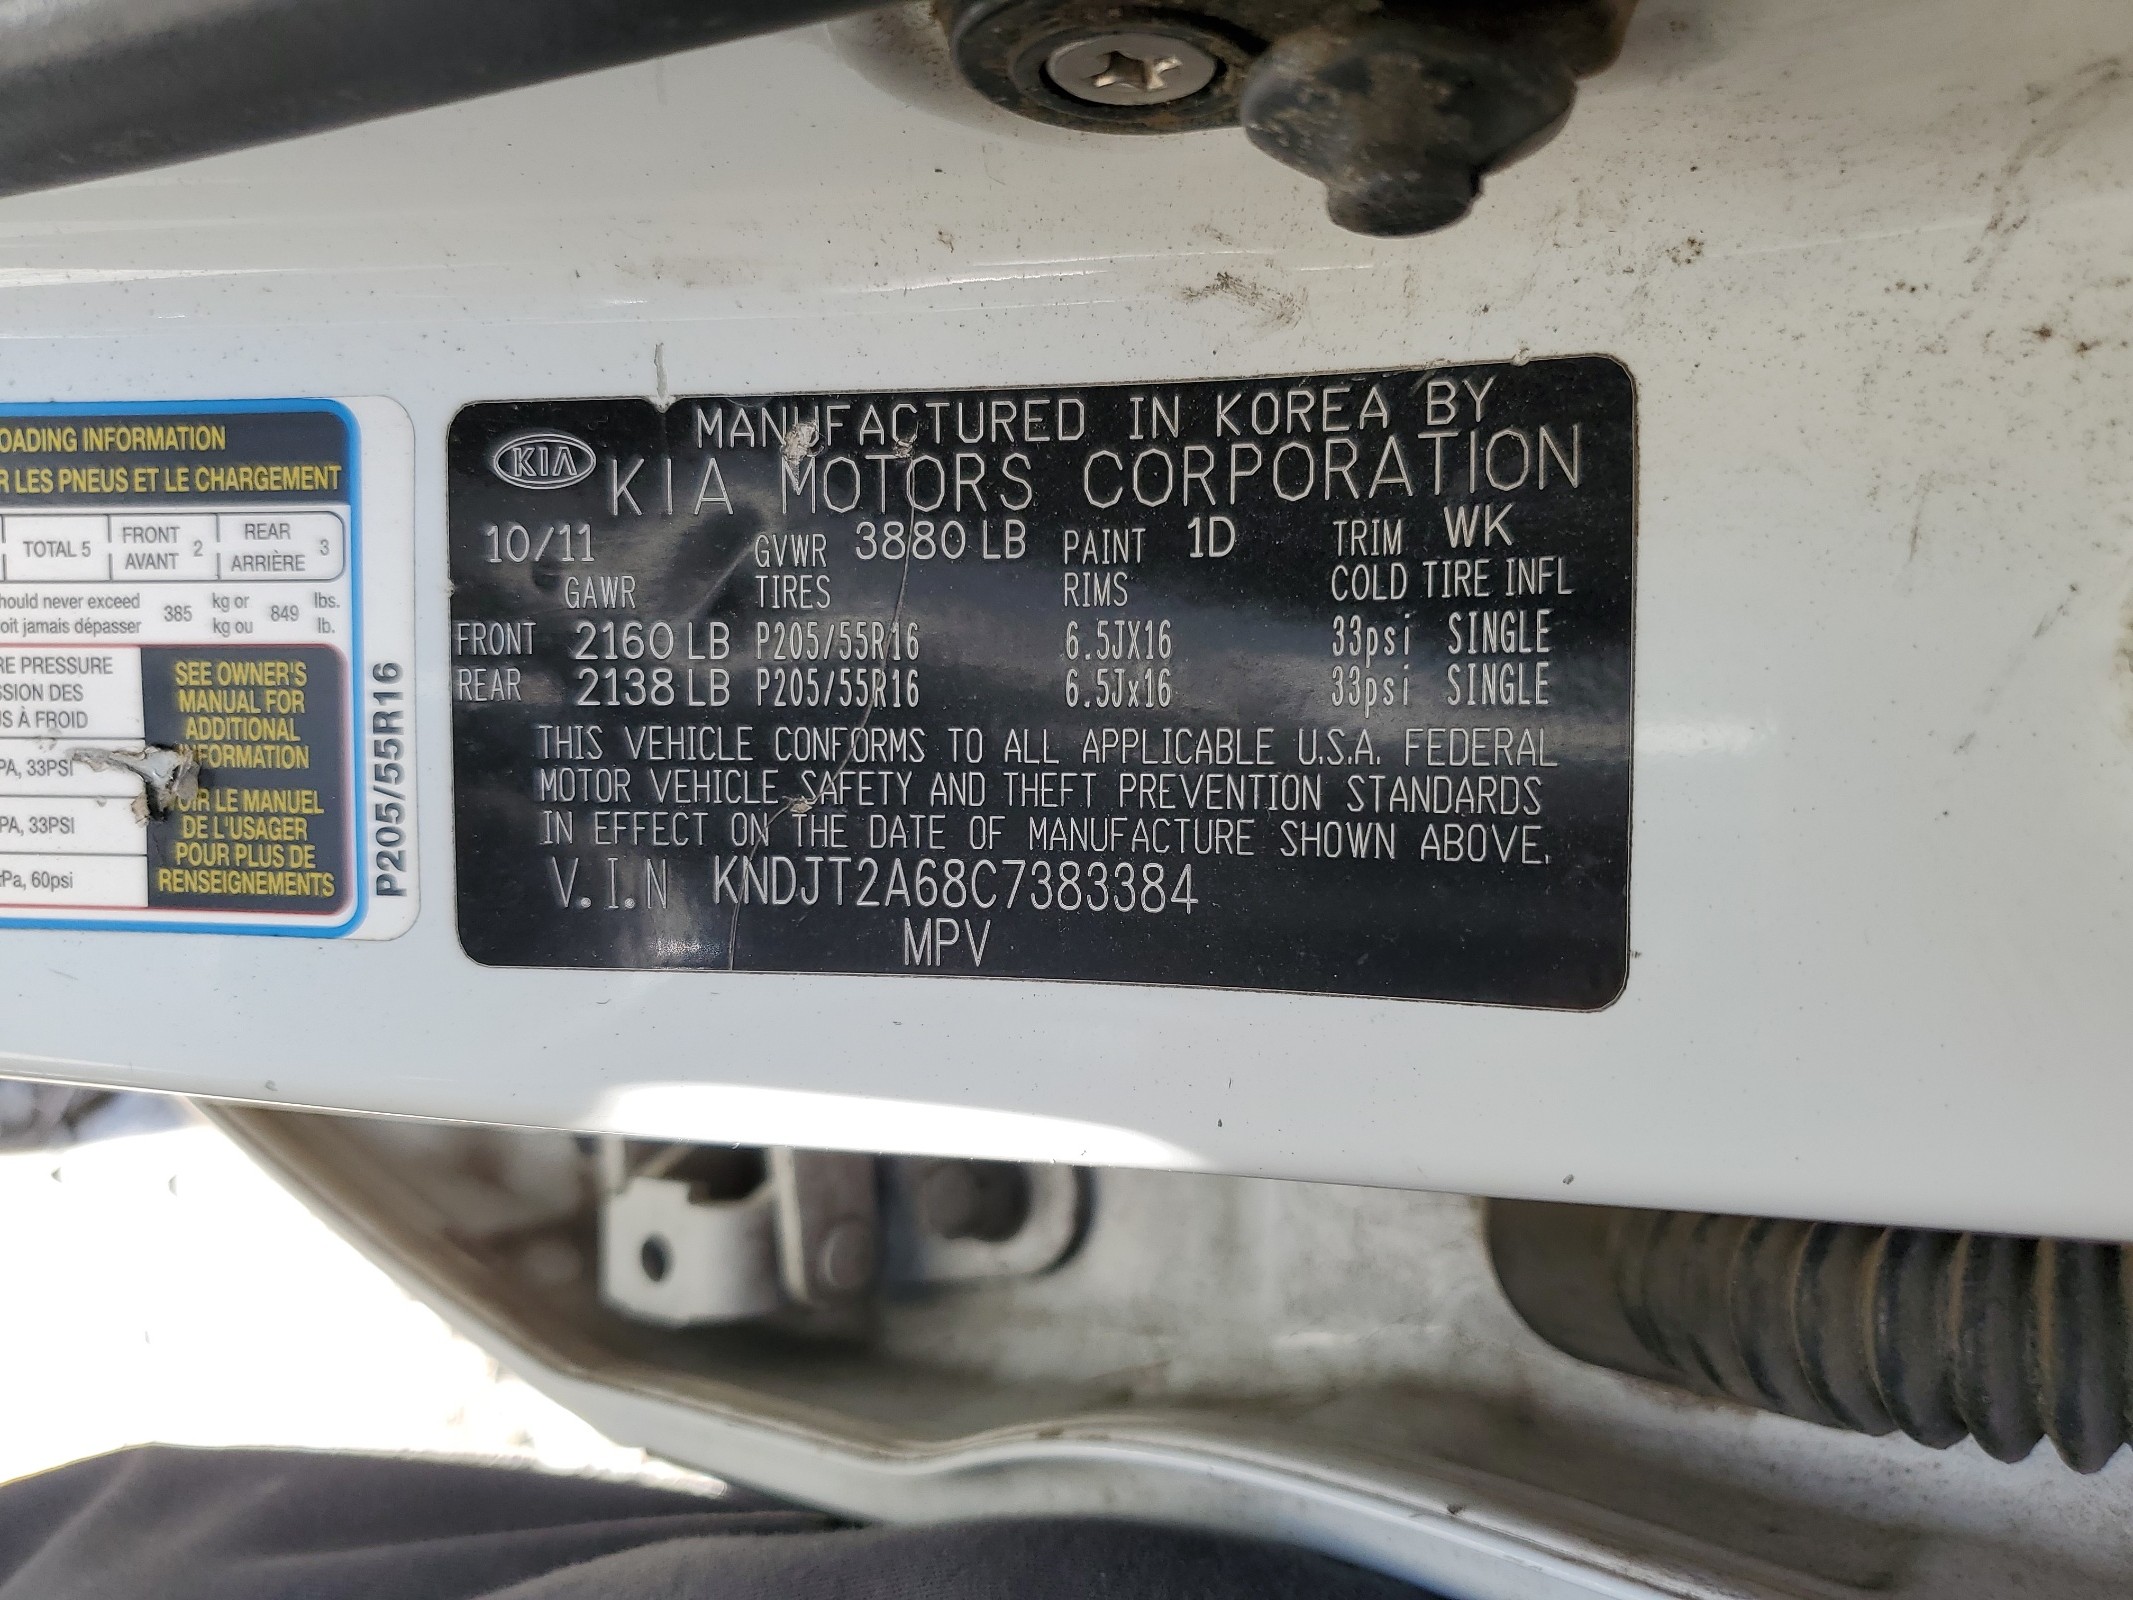 OADING INFORMATION
R LES PNEUS ET LE CHARGEMENT
TOTAL 5 FRONT AVANT 2 REAR ARRIÈRE 3
hould never exceed 385 kg or 849 lbs.
oit jamais dépasser kg ou lb.
RE PRESSURE
SSION DES
S À FROID
PA, 33PSI
PA, 33PSI
kPa, 60psi
SEE OWNER'S
MANUAL FOR
ADDITIONAL
INFORMATION
VOIR LE MANUEL
DE L'USAGER
POUR PLUS DE
RENSEIGNEMENTS
P205/55R16
KIA
MANUFACTURED IN KOREA BY
KIA MOTORS CORPORATION
10/11 GVWR 3880 LB PAINT 1D TRIM WK
GAWR TIRES RIMS COLD TIRE INFL
FRONT 2160 LB P205/55R16 6.5JX16 33psi SINGLE
REAR 2138 LB P205/55R16 6.5Jx16 33psi SINGLE
THIS VEHICLE CONFORMS TO ALL APPLICABLE U.S.A. FEDERAL
MOTOR VEHICLE SAFETY AND THEFT PREVENTION STANDARDS
IN EFFECT ON THE DATE OF MANUFACTURE SHOWN ABOVE.
V.I.N KNDJT2A68C7383384
MPV